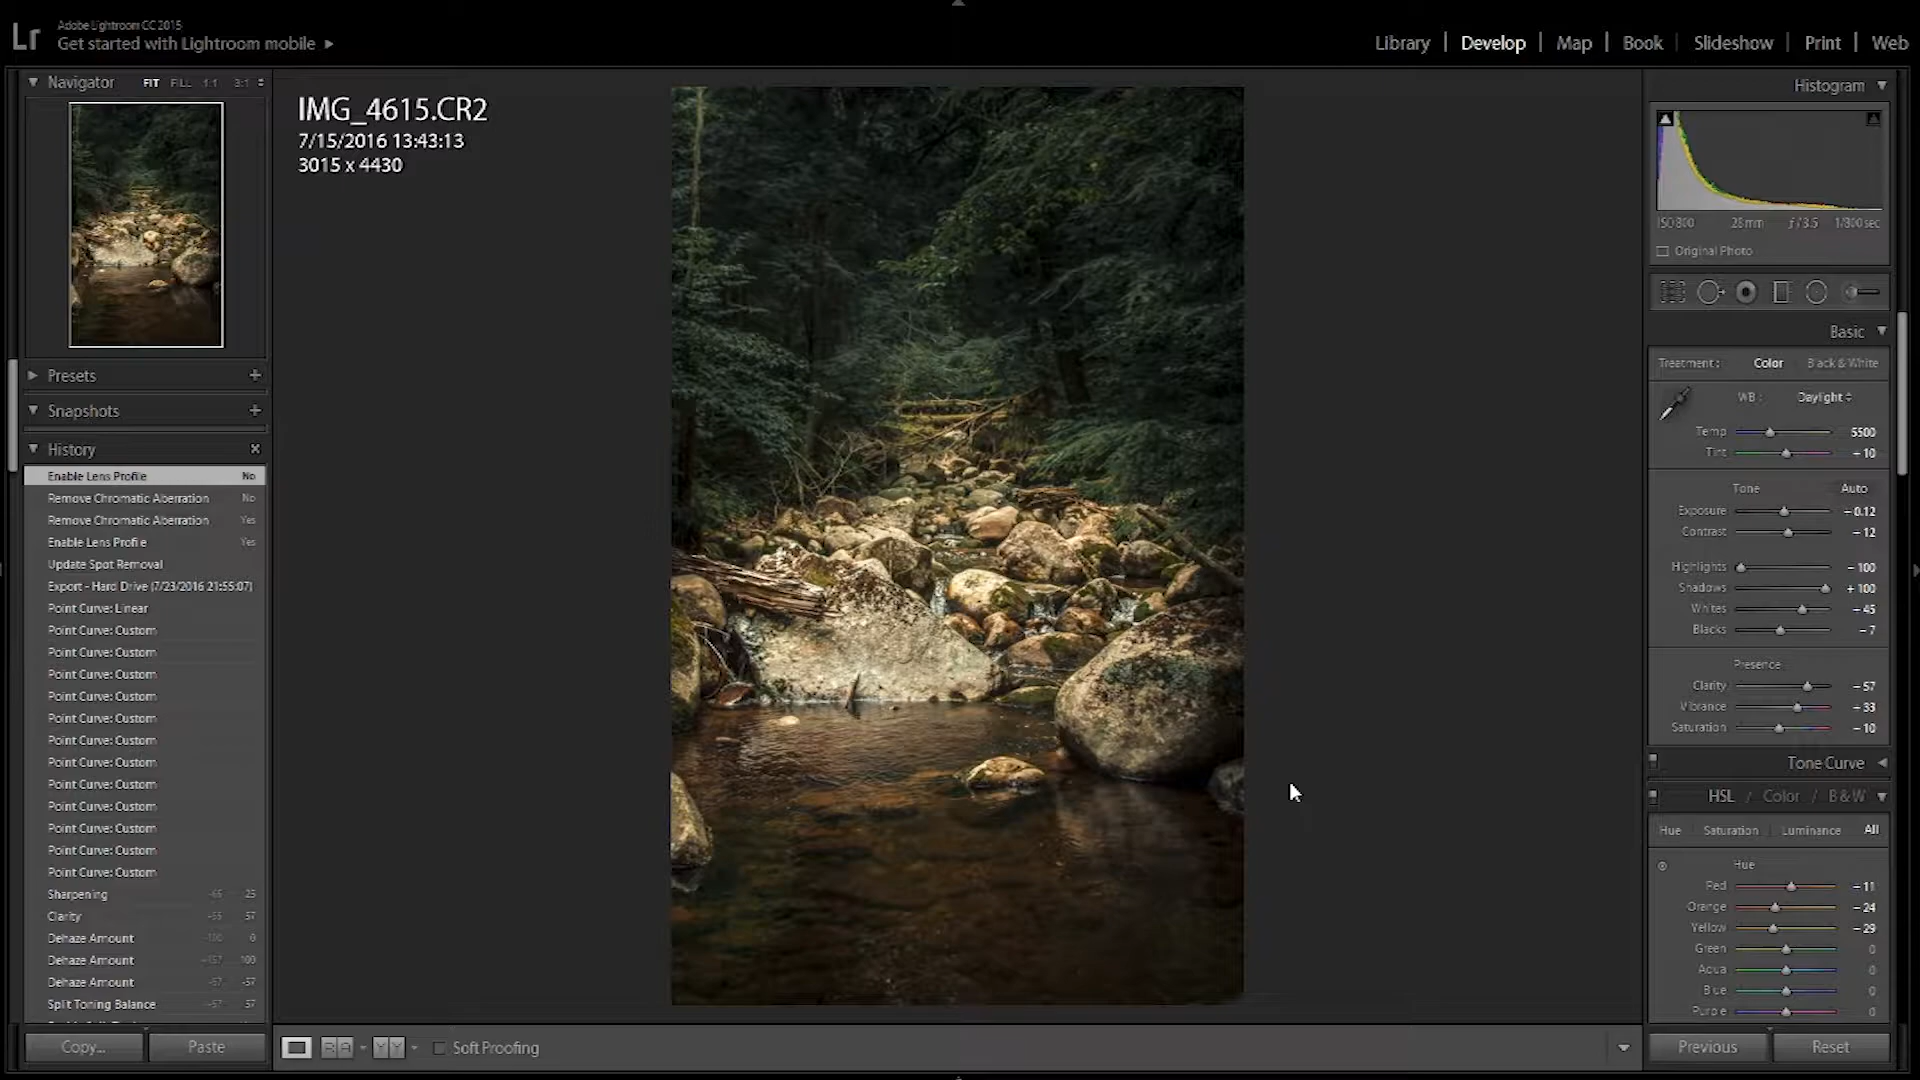 Lr
Adobe Lightroom CC 2015
Get started with Lightroom mobile
Library Develop Map Book Slideshow Print Web
Navigator FIT FILL 1:1 3:1
IMG_4615.CR2
7/15/2016 13:43:13
3015 x 4430
Presets
Snapshots
History
Enable Lens Profile No
Remove Chromatic Aberration No
Remove Chromatic Aberration Yes
Enable Lens Profile Yes
Update Spot Removal
Export - Hard Drive (7/23/2016 21:55:07)
Point Curve: Linear
Point Curve: Custom
Point Curve: Custom
Point Curve: Custom
Point Curve: Custom
Point Curve: Custom
Point Curve: Custom
Point Curve: Custom
Point Curve: Custom
Point Curve: Custom
Point Curve: Custom
Point Curve: Custom
Point Curve: Custom
Sharpening 25
Clarity 57
Dehaze Amount 0
Dehaze Amount 100
Dehaze Amount -57
Split Toning Balance 57
Copy... Paste
Soft Proofing
Histogram
ISO 800 28mm ƒ/3.5 1/800 sec
Original Photo
Basic
Treatment: Color Black & White
WB: Daylight
Temp 5500
Tint + 10
Tone Auto
Exposure − 0.12
Contrast − 12
Highlights − 100
Shadows + 100
Whites − 45
Blacks − 7
Presence
Clarity − 57
Vibrance − 33
Saturation − 10
Tone Curve
HSL / Color / B & W
Hue Saturation Luminance All
Hue
Red − 11
Orange − 24
Yellow − 29
Green 0
Aqua 0
Blue 0
Purple 0
Previous Reset